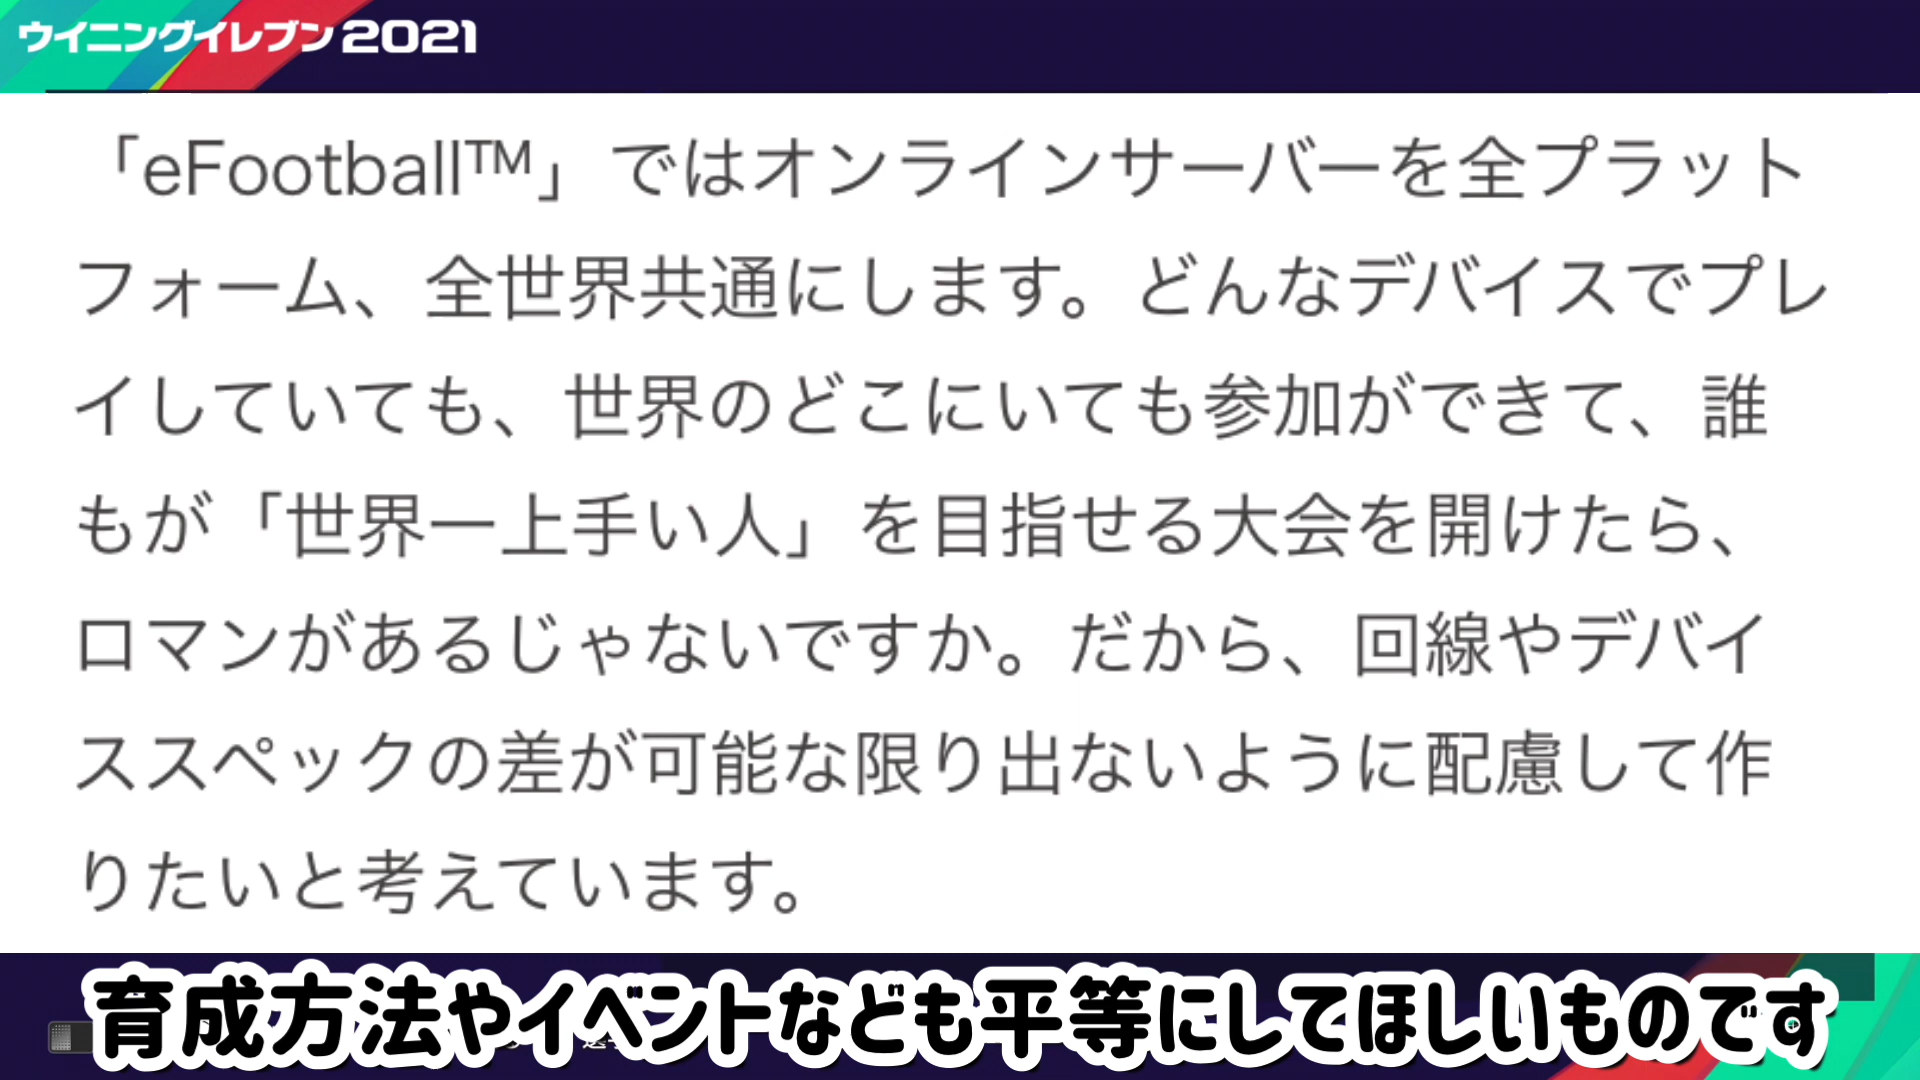 ウイニングイレブン 2021
「eFootball™」ではオンラインサーバーを全プラット
フォーム、全世界共通にします。どんなデバイスでプレ
イしていても、世界のどこにいても参加ができて、誰
もが「世界一上手い人」を目指せる大会を開けたら、
ロマンがあるじゃないですか。だから、回線やデバイ
ススペックの差が可能な限り出ないように配慮して作
りたいと考えています。
育成方法やイベントなども平等にしてほしいものです